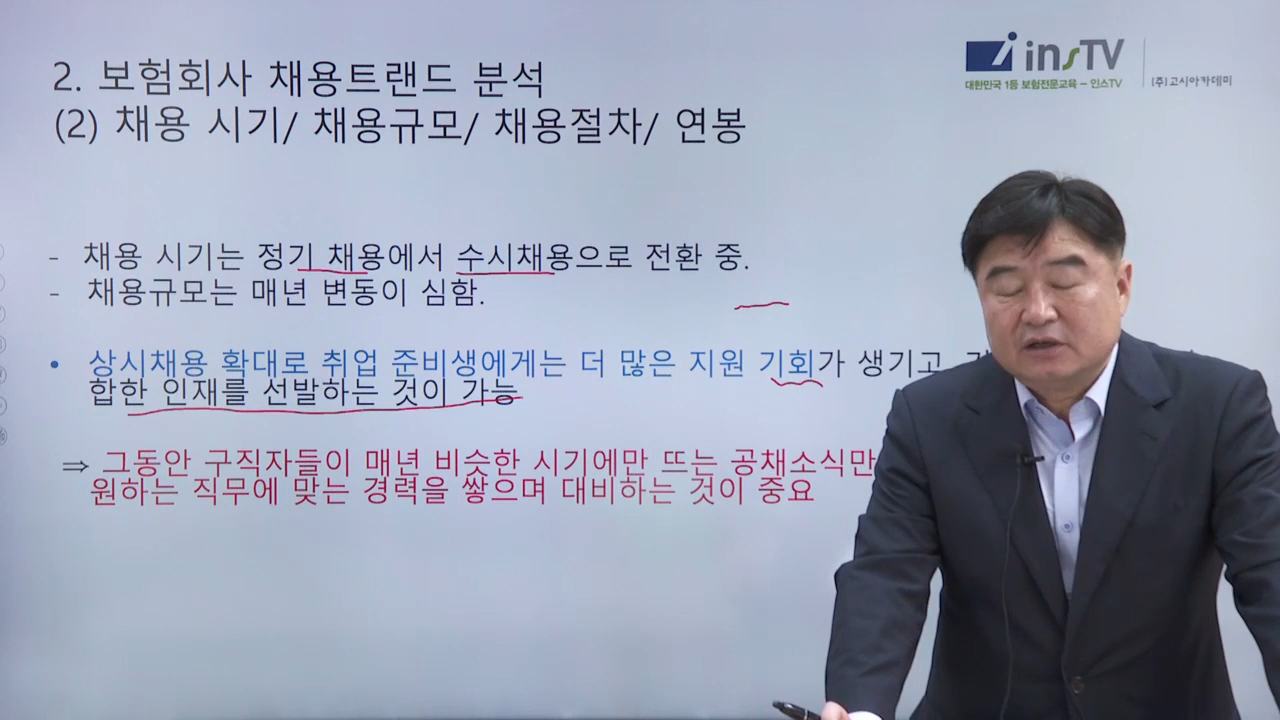 2. 보험회사 채용트랜드 분석
(2) 채용 시기/ 채용규모/ 채용절차/ 연봉
insTV
대한민국 1등 보험전문교육 – 인스TV
(주)고시아카데미
- 채용 시기는 정기 채용에서 수시채용으로 전환 중.
- 채용규모는 매년 변동이 심함.
• 상시채용 확대로 취업 준비생에게는 더 많은 지원 기회가 생기고
합한 인재를 선발하는 것이 가능
⇒ 그동안 구직자들이 매년 비슷한 시기에만 뜨는 공채소식만
원하는 직무에 맞는 경력을 쌓으며 대비하는 것이 중요